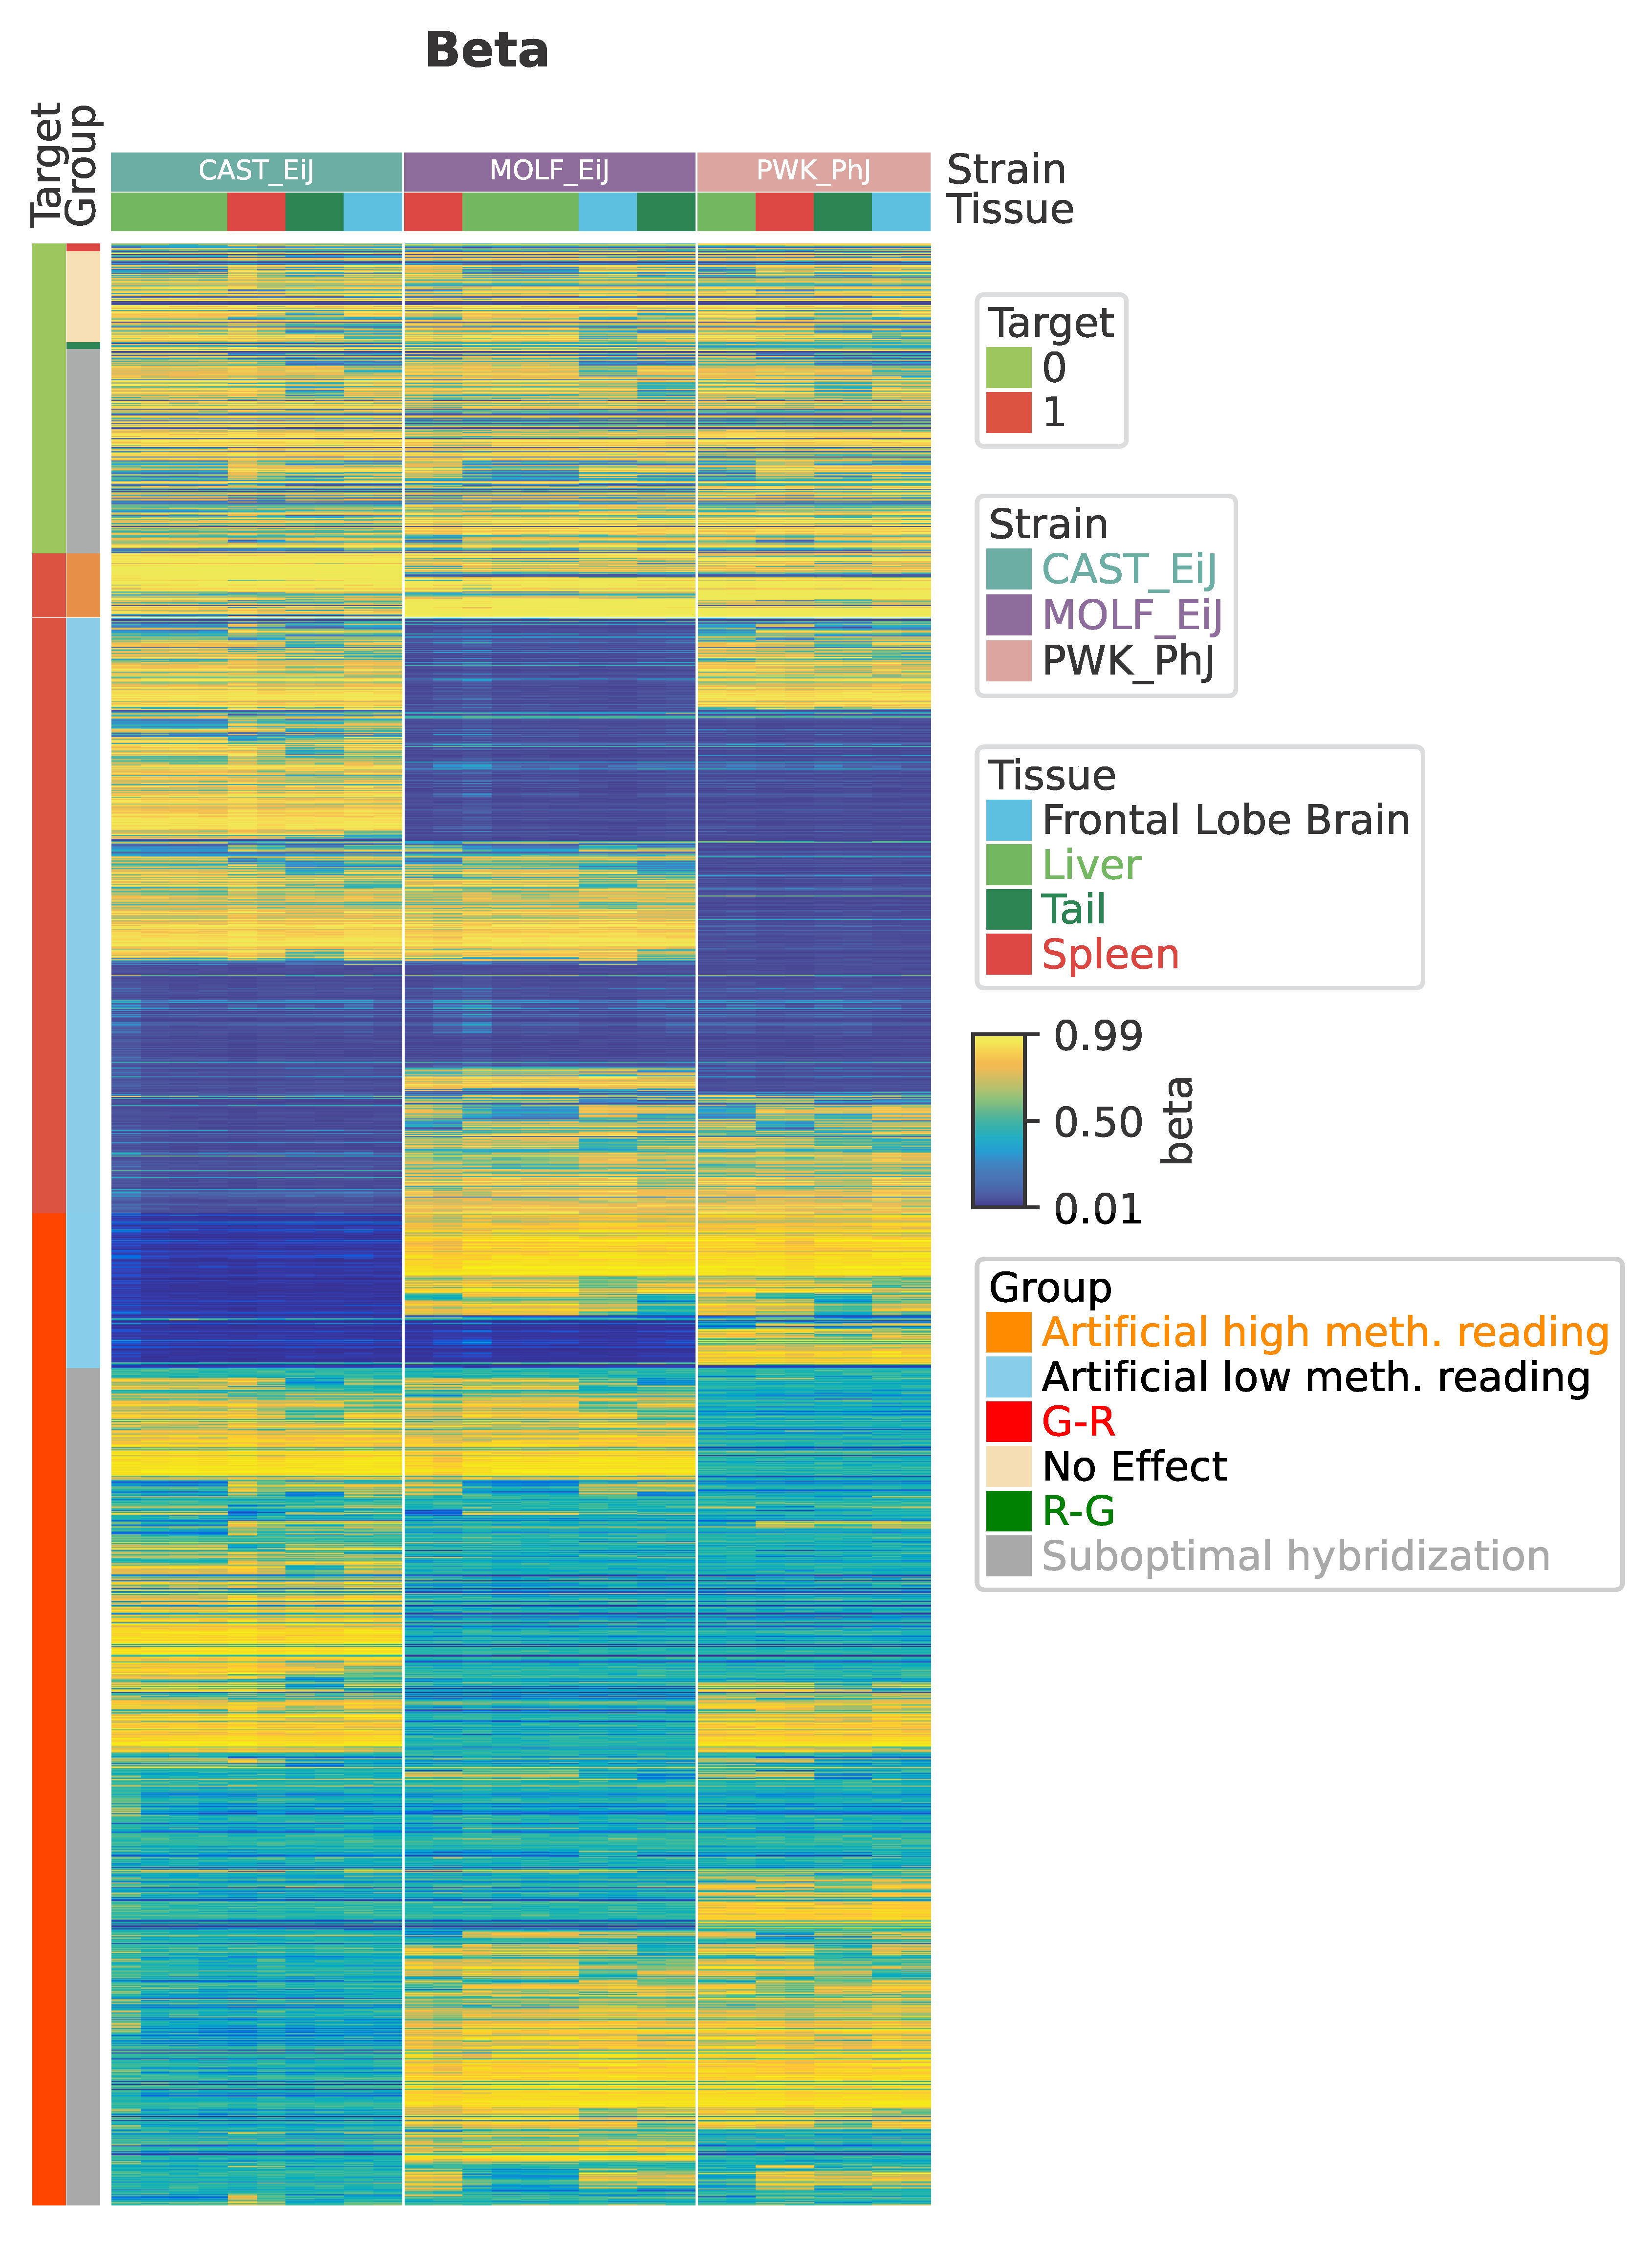 Beta
Target
Group
CAST_EiJ
MOLF_EiJ
PWK_PhJ
Strain
Tissue
Target
0
1
Strain
CAST_EiJ
MOLF_EiJ
PWK_PhJ
Tissue
Frontal Lobe Brain
Liver
Tail
Spleen
0.99
0.50
0.01
beta
Group
Artificial high meth. reading
Artificial low meth. reading
G-R
No Effect
R-G
Suboptimal hybridization